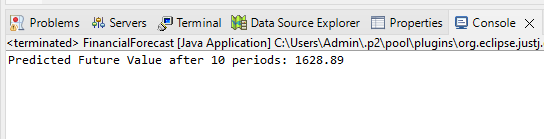 Problems Servers Terminal Data Source Explorer Properties Console
<terminated> FinancialForecast [Java Application] C:\Users\Admin\.p2\pool\plugins\org.eclipse.justj.
Predicted Future Value after 10 periods: 1628.89